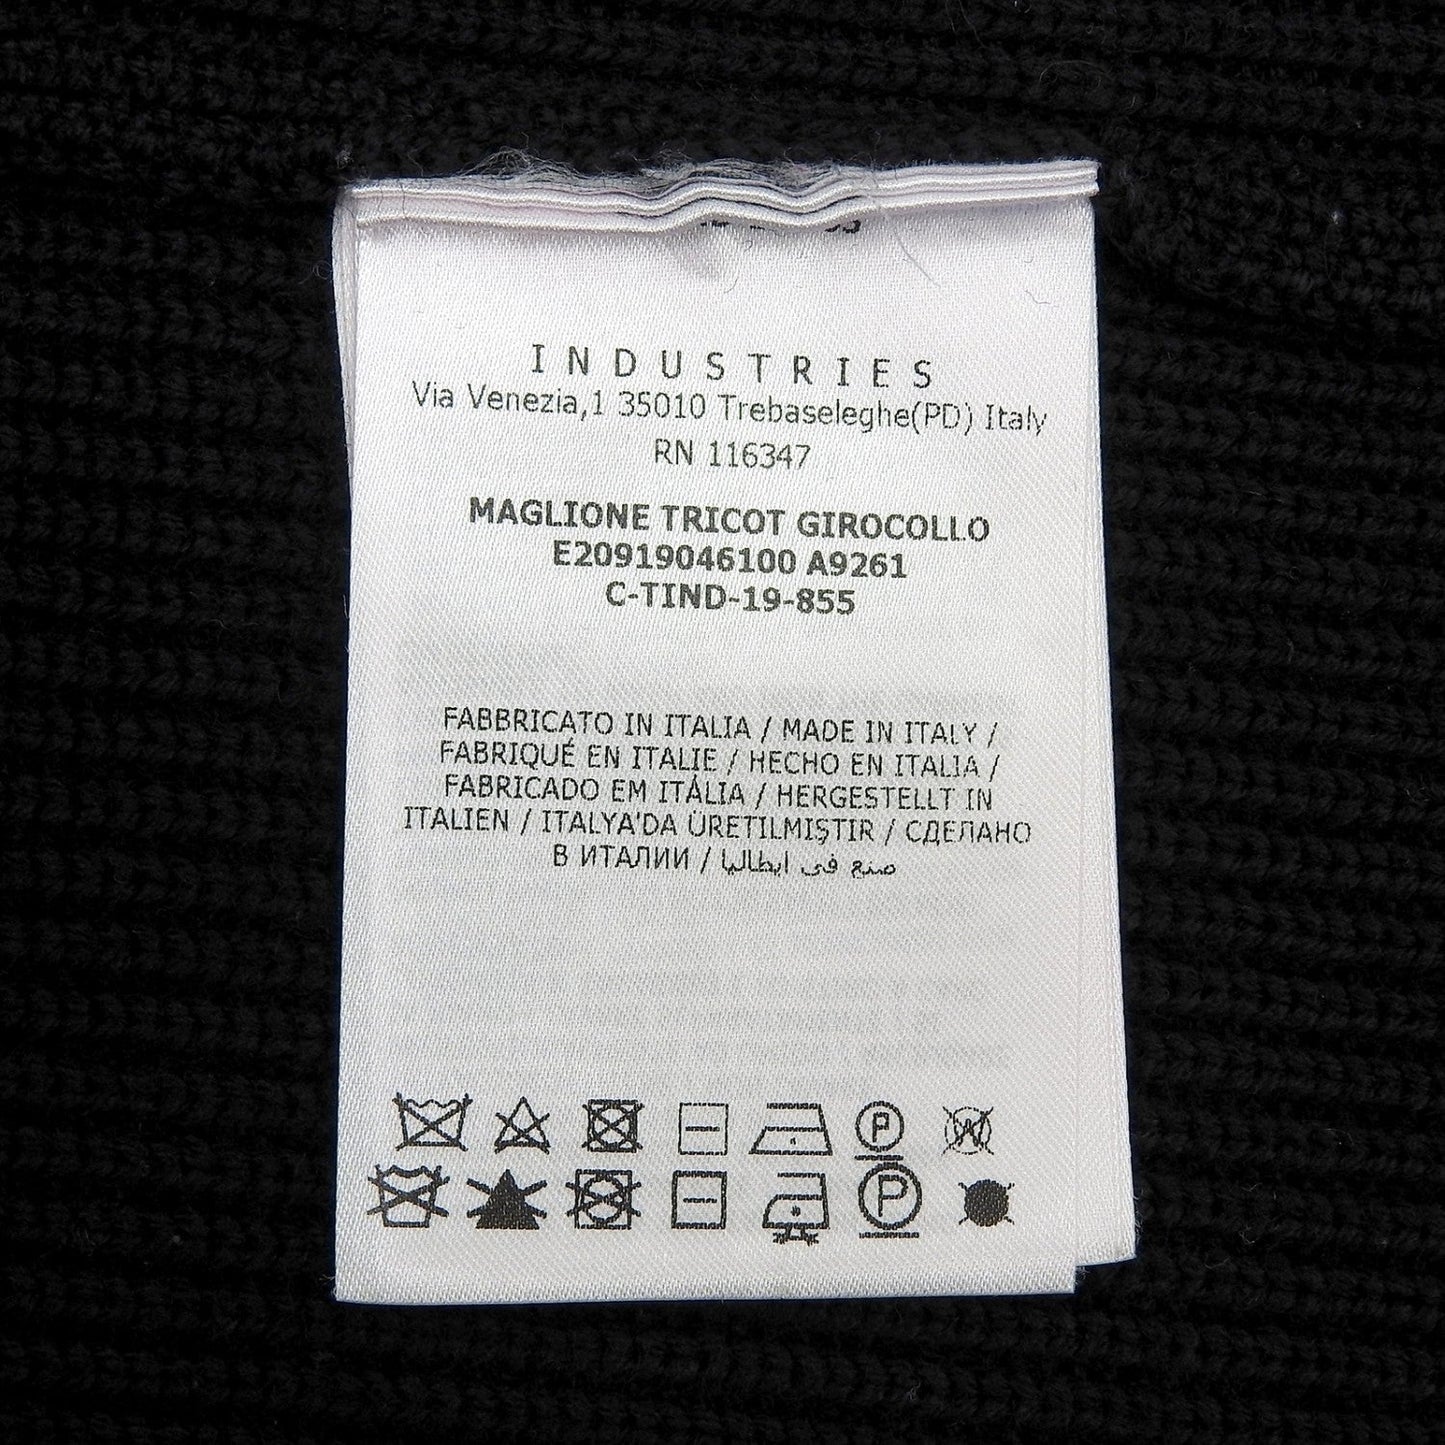 INDUSTRIES
Via Venezia,1 35010 Trebaseleghe(PD) Italy
RN 116347
MAGLIONE TRICOT GIROCOLLO
E20919046100 A9261
C-TIND-19-855
FABBRICATO IN ITALIA / MADE IN ITALY /
FABRIQUÉ EN ITALIE / HECHO EN ITALIA /
FABRICADO EM ITÁLIA / HERGESTELLT IN
ITALIEN / ITALYA'DA ÜRETILMIŞTIR / СДЕЛАНО
В ИТАЛИИ / صنع في ايطاليا
P W
P